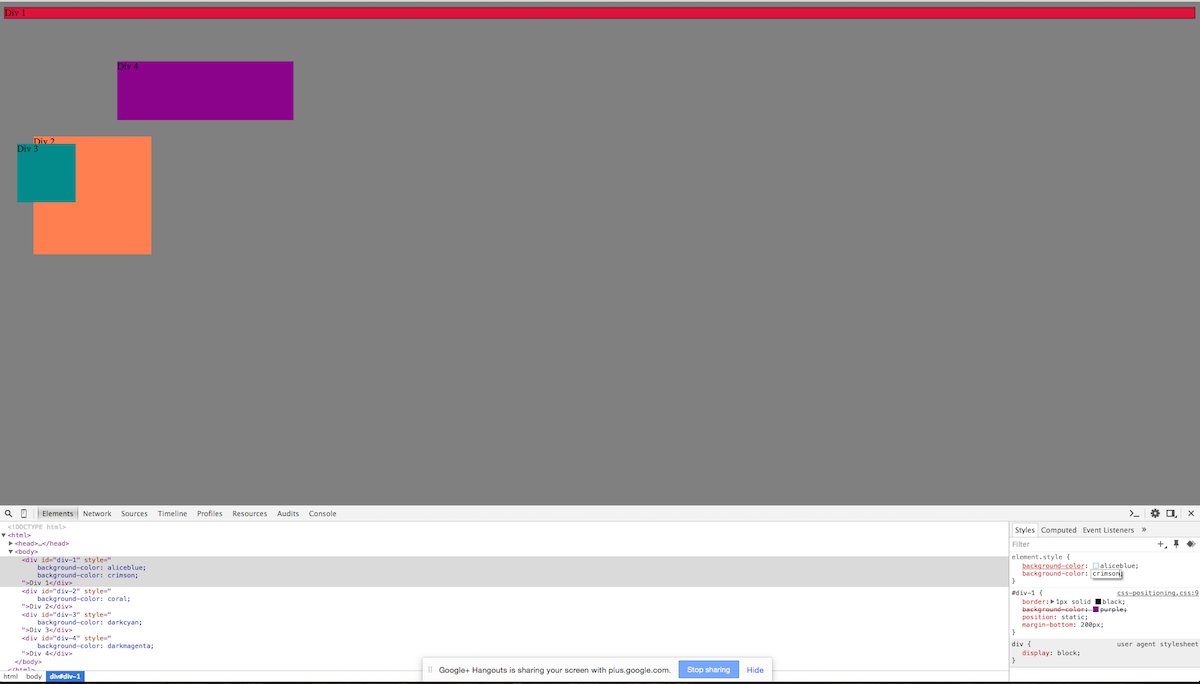 Div 1
Div 4
Div 2
Div 3
Elements Network Sources Timeline Profiles Resources Audits Console
<!DOCTYPE html>
<html>
<head>…</head>
<body>
<div id="div-1" style="
background-color: aliceblue;
background-color: crimson;
">Div 1</div>
<div id="div-2" style="
background-color: coral;
">Div 2</div>
<div id="div-3" style="
background-color: darkcyan;
">Div 3</div>
<div id="div-4" style="
background-color: darkmagenta;
">Div 4</div>
</body>
</html>
html body div#div-1
Styles Computed Event Listeners »
Filter
element.style {
background-color: aliceblue;
background-color: crimson;
}
#div-1 { css-positioning.css:9
border: 1px solid black;
background-color: purple;
position: static;
margin-bottom: 200px;
}
div { user agent stylesheet
display: block;
}
Google+ Hangouts is sharing your screen with plus.google.com. Stop sharing Hide